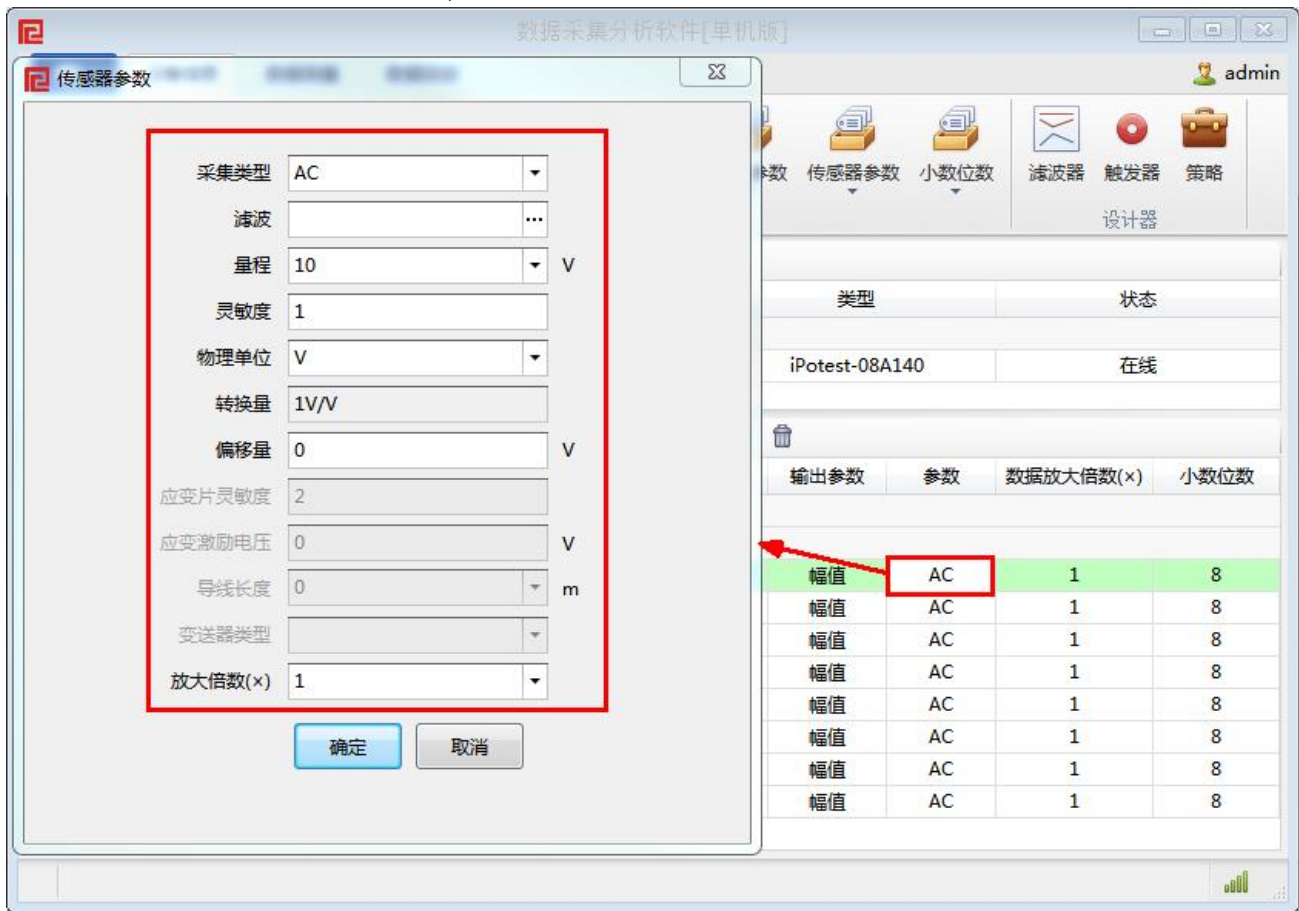 数据采集分析软件[单机版]
传感器参数
admin
采集类型 AC
滤波 ...
量程 10 V
灵敏度 1
物理单位 V
转换量 1V/V
偏移量 0 V
应变片灵敏度 2
应变激励电压 0 V
导线长度 0 m
变送器类型
放大倍数(×) 1
确定 取消
参数 传感器参数 小数位数 滤波器 触发器 策略
设计器
类型 状态
iPotest-08A140 在线
输出参数 参数 数据放大倍数(×) 小数位数
幅值 AC 1 8
幅值 AC 1 8
幅值 AC 1 8
幅值 AC 1 8
幅值 AC 1 8
幅值 AC 1 8
幅值 AC 1 8
幅值 AC 1 8